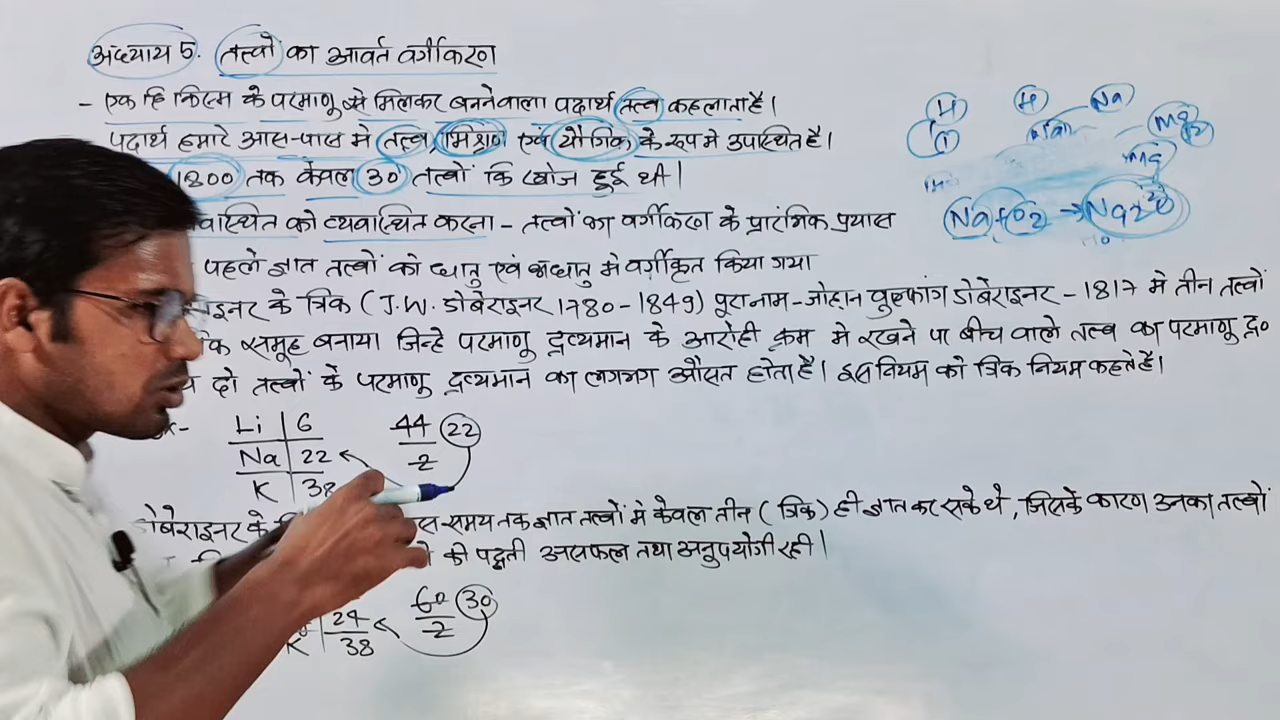 अध्याय 5. तत्वों का आवर्त वर्गीकरण
- एक हि किस्म के परमाणु से मिलकर बनने वाला पदार्थ तत्व कहलाता है।
पदार्थ हमारे आस-पास मे तत्व, मिश्रण एवं यौगिक के रूप मे उपास्थित है।
1800 तक केवल 30 तत्वों कि खोज हुई थी।
वास्थित को व्यवास्थित करना - तत्वों का वर्गीकरण के प्रारंभिक प्रयास
पहले ज्ञात तत्वों को धातु एवं अधातु मे वर्गीकृत किया गया
इनर के त्रिक ( J.W. डोबेराइनर 1780-1849) पूरा नाम - जोहान वुल्फगांग डोबेराइनर - 1817 मे तीन तत्वों
समूह बनाया जिन्हे परमाणु द्रव्यमान के आरोही क्रम मे रखने पर बीच वाले तत्व का परमाणु द्र०
दो तत्वों के परमाणु द्रव्यमान का लगभग औसत होता है। इस नियम को त्रिक नियम कहते है।
Li 6
Na 22
K 38
44
2
22
बेराइनर के समय तक ज्ञात तत्वों मे केवल तीन ( त्रिक ) ही ज्ञात कर सके थे , जिसके कारण उनका तत्वों
की पद्धती असफल तथा अनुपयोगी रही।
24
K 38
60
2
30
H
H
Na
Mg
Na + O2 → Na2O